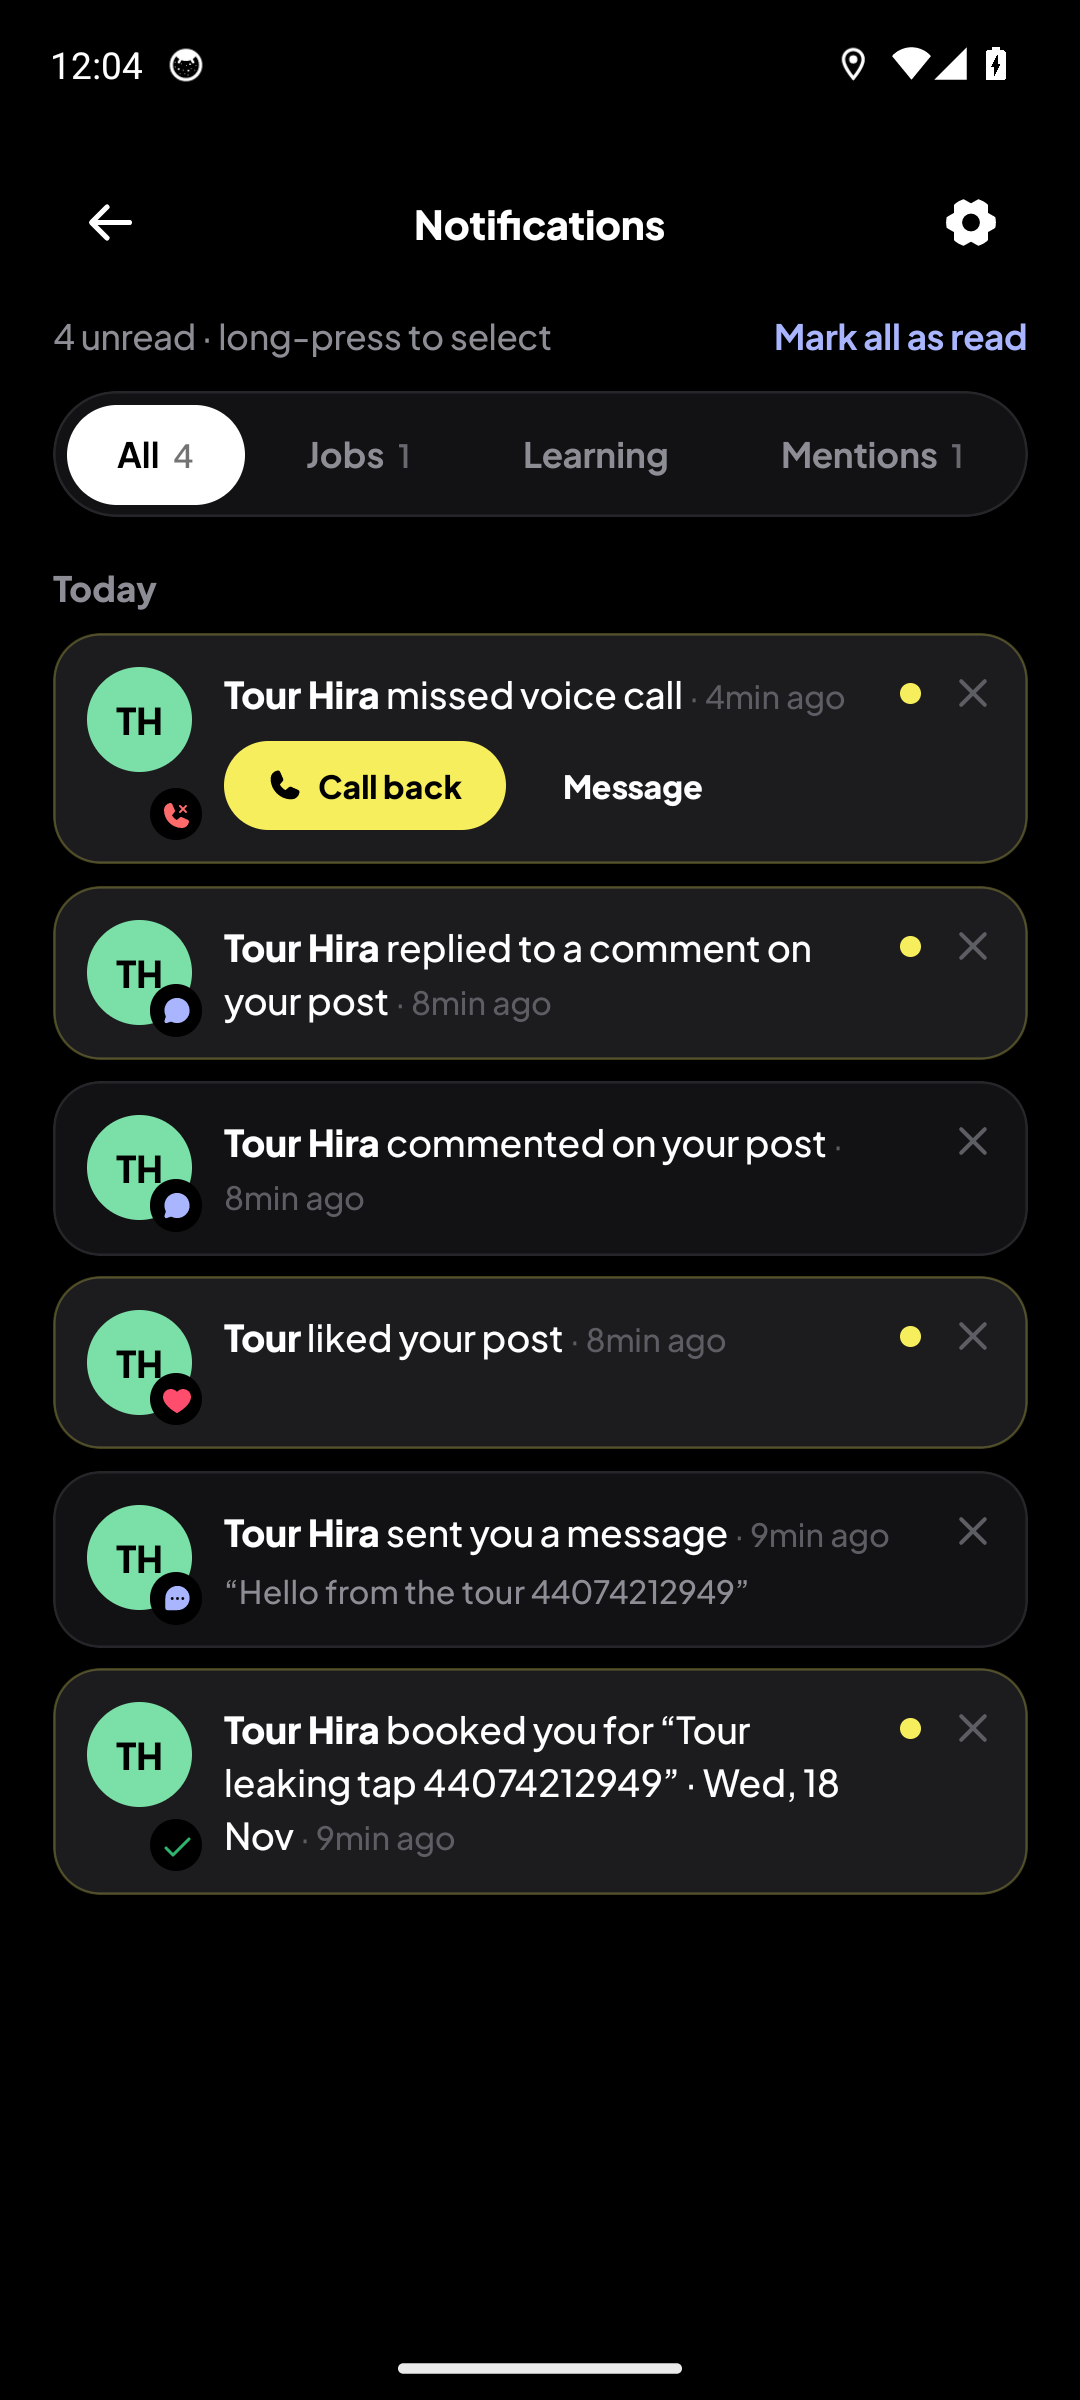 12:04
Notifications
4 unread · long-press to select
Mark all as read
All 4
Jobs 1
Learning
Mentions 1
Today
TH
Tour Hira missed voice call · 4min ago
Call back
Message
TH
Tour Hira replied to a comment on
your post · 8min ago
TH
Tour Hira commented on your post ·
8min ago
TH
Tour liked your post · 8min ago
TH
Tour Hira sent you a message · 9min ago
“Hello from the tour 44074212949”
TH
Tour Hira booked you for “Tour
leaking tap 44074212949” · Wed, 18
Nov · 9min ago